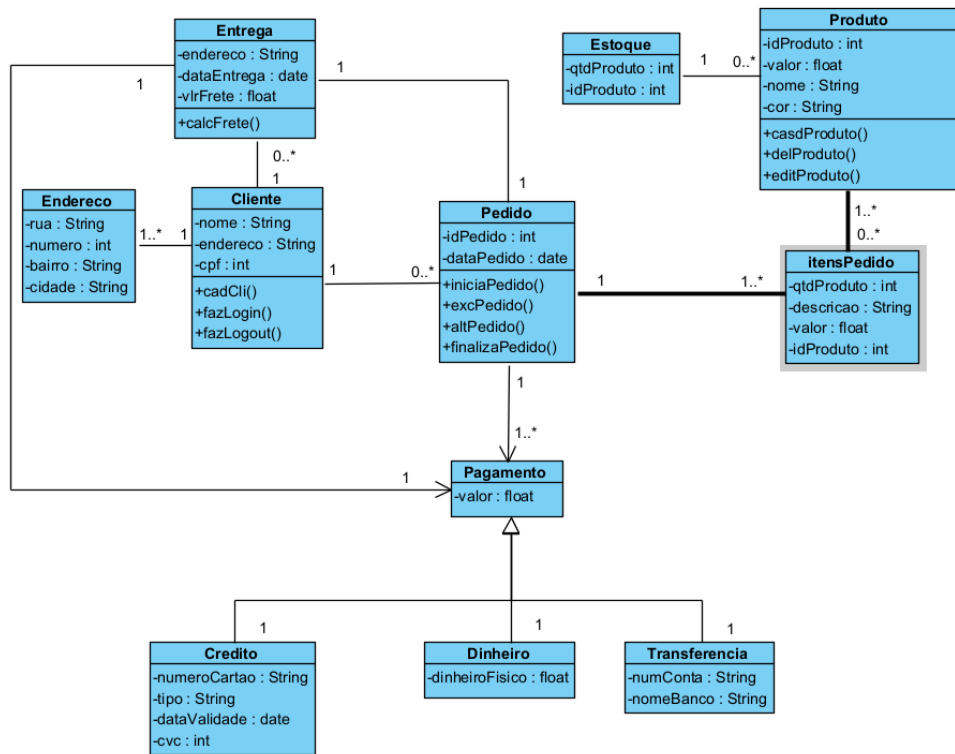 Entrega
-endereco : String
-dataEntrega : date
-vlrFrete : float
+calcFrete()
1
1
0..*
1
Estoque
-qtdProduto : int
-idProduto : int
1
0..*
Produto
-idProduto : int
-valor : float
-nome : String
-cor : String
+casdProduto()
+delProduto()
+editProduto()
1..*
0..*
Endereco
-rua : String
-numero : int
-bairro : String
-cidade : String
1..*
1
Cliente
-nome : String
-endereco : String
-cpf : int
+cadCli()
+fazLogin()
+fazLogout()
1
0..*
1
Pedido
-idPedido : int
-dataPedido : date
+iniciaPedido()
+excPedido()
+altPedido()
+finalizaPedido()
1
1..*
itensPedido
-qtdProduto : int
-descricao : String
-valor : float
-idProduto : int
1
1..*
1
Pagamento
-valor : float
1
1
1
Credito
-numeroCartao : String
-tipo : String
-dataValidade : date
-cvc : int
Dinheiro
-dinheiroFisico : float
Transferencia
-numConta : String
-nomeBanco : String